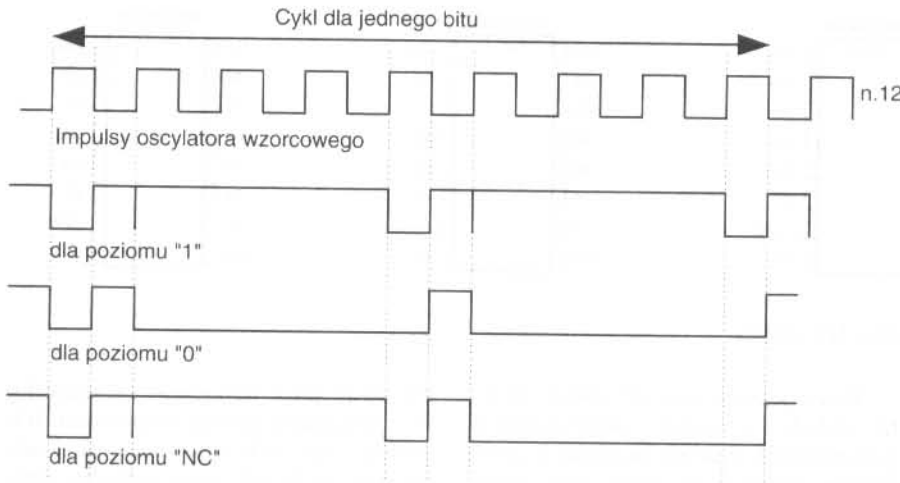 Cykl dla jednego bitu
n.12
Impulsy oscylatora wzorcowego
dla poziomu "1"
dla poziomu "0"
dla poziomu "NC"